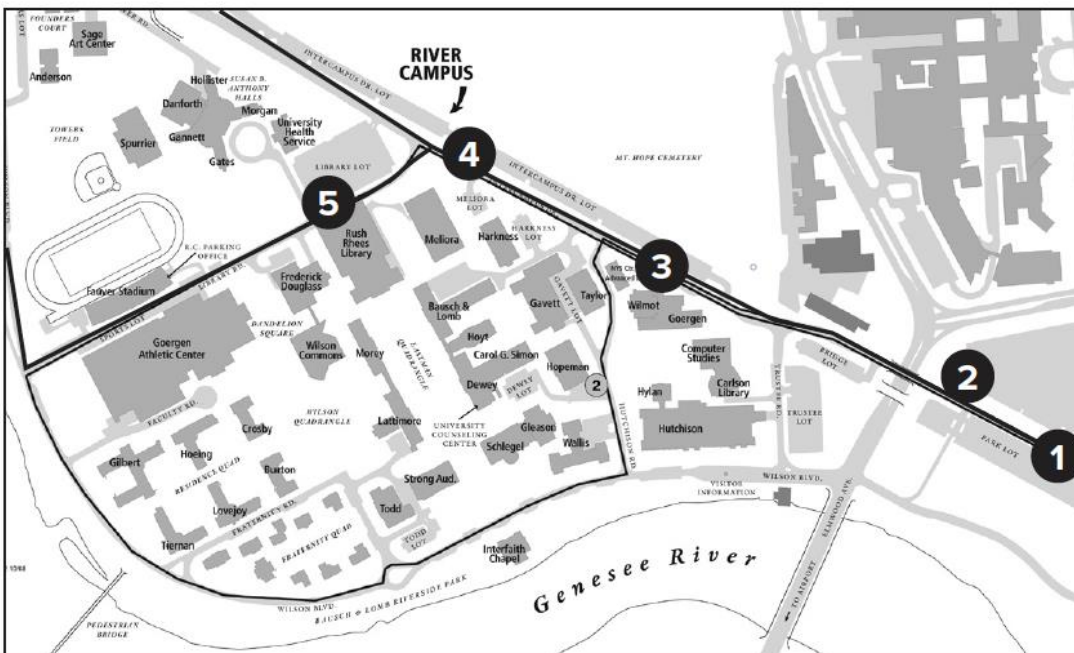 FOUNDERS
COURT
Sage
Art Center
Anderson
RIVER
CAMPUS
INTERCAMPUS DR. LOT
Hollister
SUSAN B.
ANTHONY
HALLS
Danforth
Morgan
University
Health
Service
Gannett
Spurrier
Gates
TOWERS
FIELD
4
LIBRARY LOT
INTERCAMPUS DR. LOT
MT. HOPE CEMETERY
5
MELIORA
LOT
HARKNESS
LOT
Rush
Rhees
Library
Meliora
Harkness
R.C. PARKING
OFFICE
3
Fauver Stadium
LIBRARY RD.
Frederick
Douglass
GAVETT LOT
Taylor
Gavett
Wilmot
Goergen
Bausch &
Lomb
SPORTS LOT
Goergen
Athletic Center
DANDELION
SQUARE
Wilson
Commons
Morey
EASTMAN
QUADRANGLE
Hoyt
Carol G. Simon
Hopeman
Computer
Studies
BRIDGE
LOT
2
Dewey
DEWEY
LOT
2
Hylan
Carlson
Library
TRUSTEE RD.
TRUSTEE
LOT
FACULTY RD.
WILSON
QUADRANGLE
Lattimore
UNIVERSITY
COUNSELING
CENTER
Gleason
Schlegel
Wallis
HUTCHISON RD.
Hutchison
PARK LOT
1
Crosby
Gilbert
Hoeing
RESIDENCE QUAD
Burton
Strong Aud.
Lovejoy
FRATERNITY RD.
Todd
TODD
LOT
Tiernan
FRATERNITY QUAD
WILSON BLVD.
VISITOR
INFORMATION
ELMWOOD AVE.
Interfaith
Chapel
Genesee River
WILSON BLVD.
BAUSCH & LOMB RIVERSIDE PARK
TO AIRPORT
PEDESTRIAN
BRIDGE